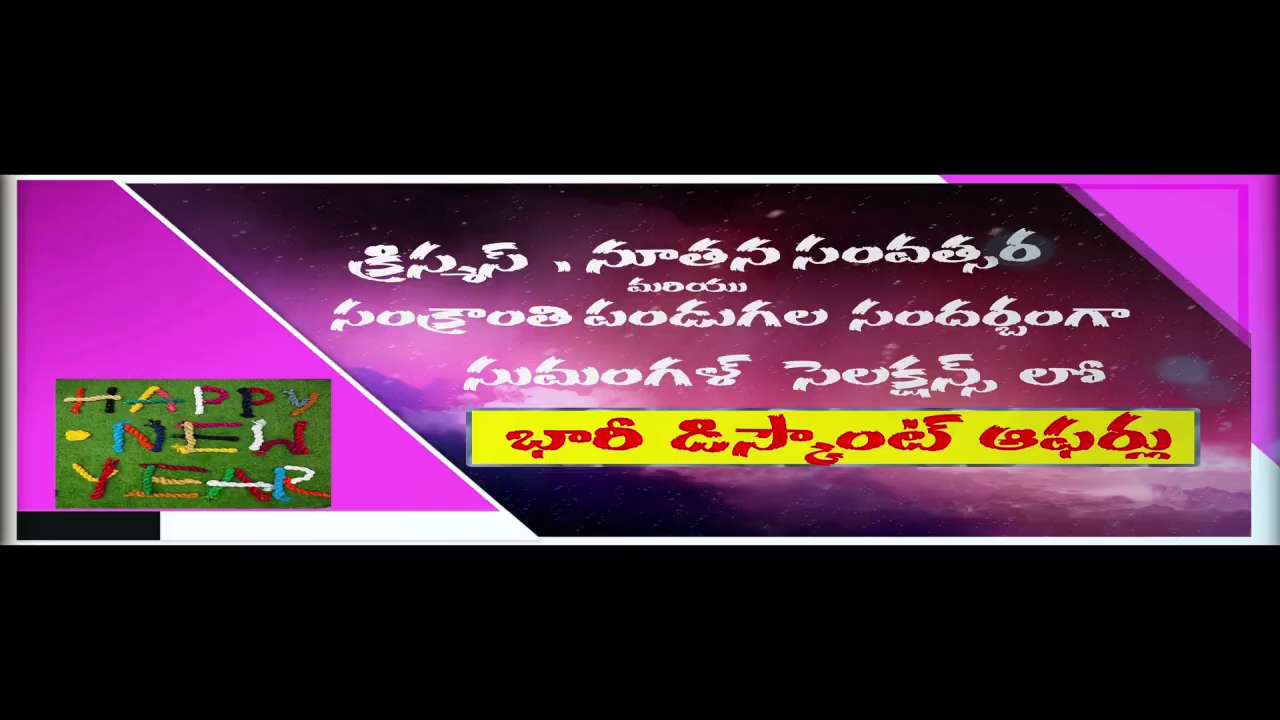 క్రిస్మస్ , నూతన సంవత్సర
మరియు
సంక్రాంతి పండుగల సందర్భంగా
సుమంగళ్ సెలక్షన్స్ లో
భారీ డిస్కౌంట్ ఆఫర్లు
HAPPY
NEW
YEAR